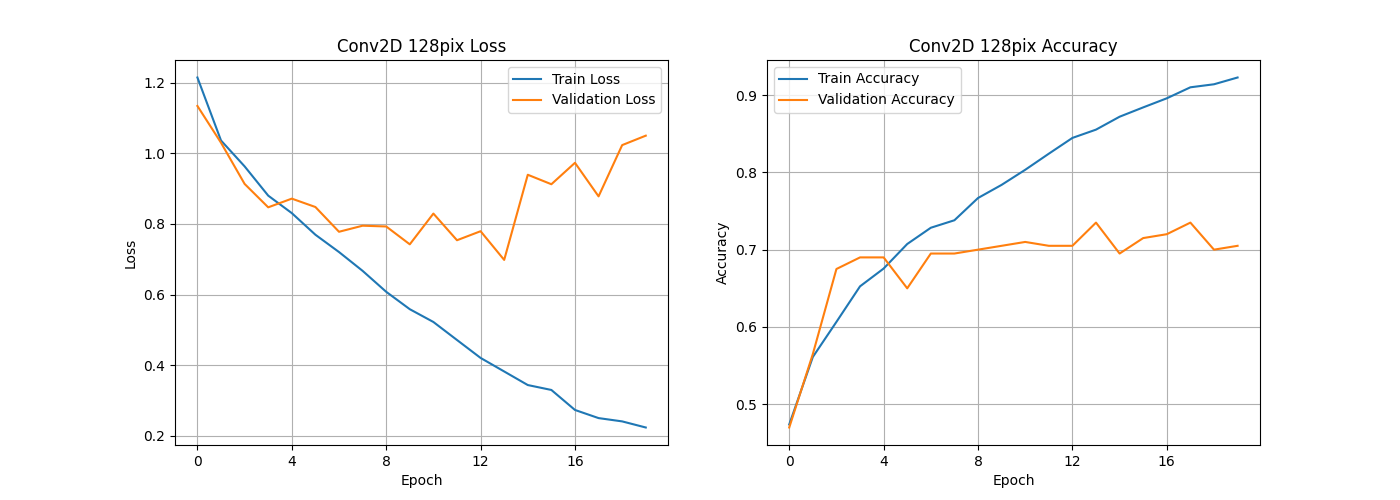 Conv2D 128pix Loss
Train Loss
Validation Loss
1.2
1.0
0.8
0.6
0.4
0.2
Loss
0 4 8 12 16
Epoch
Conv2D 128pix Accuracy
Train Accuracy
Validation Accuracy
0.9
0.8
0.7
0.6
0.5
Accuracy
0 4 8 12 16
Epoch